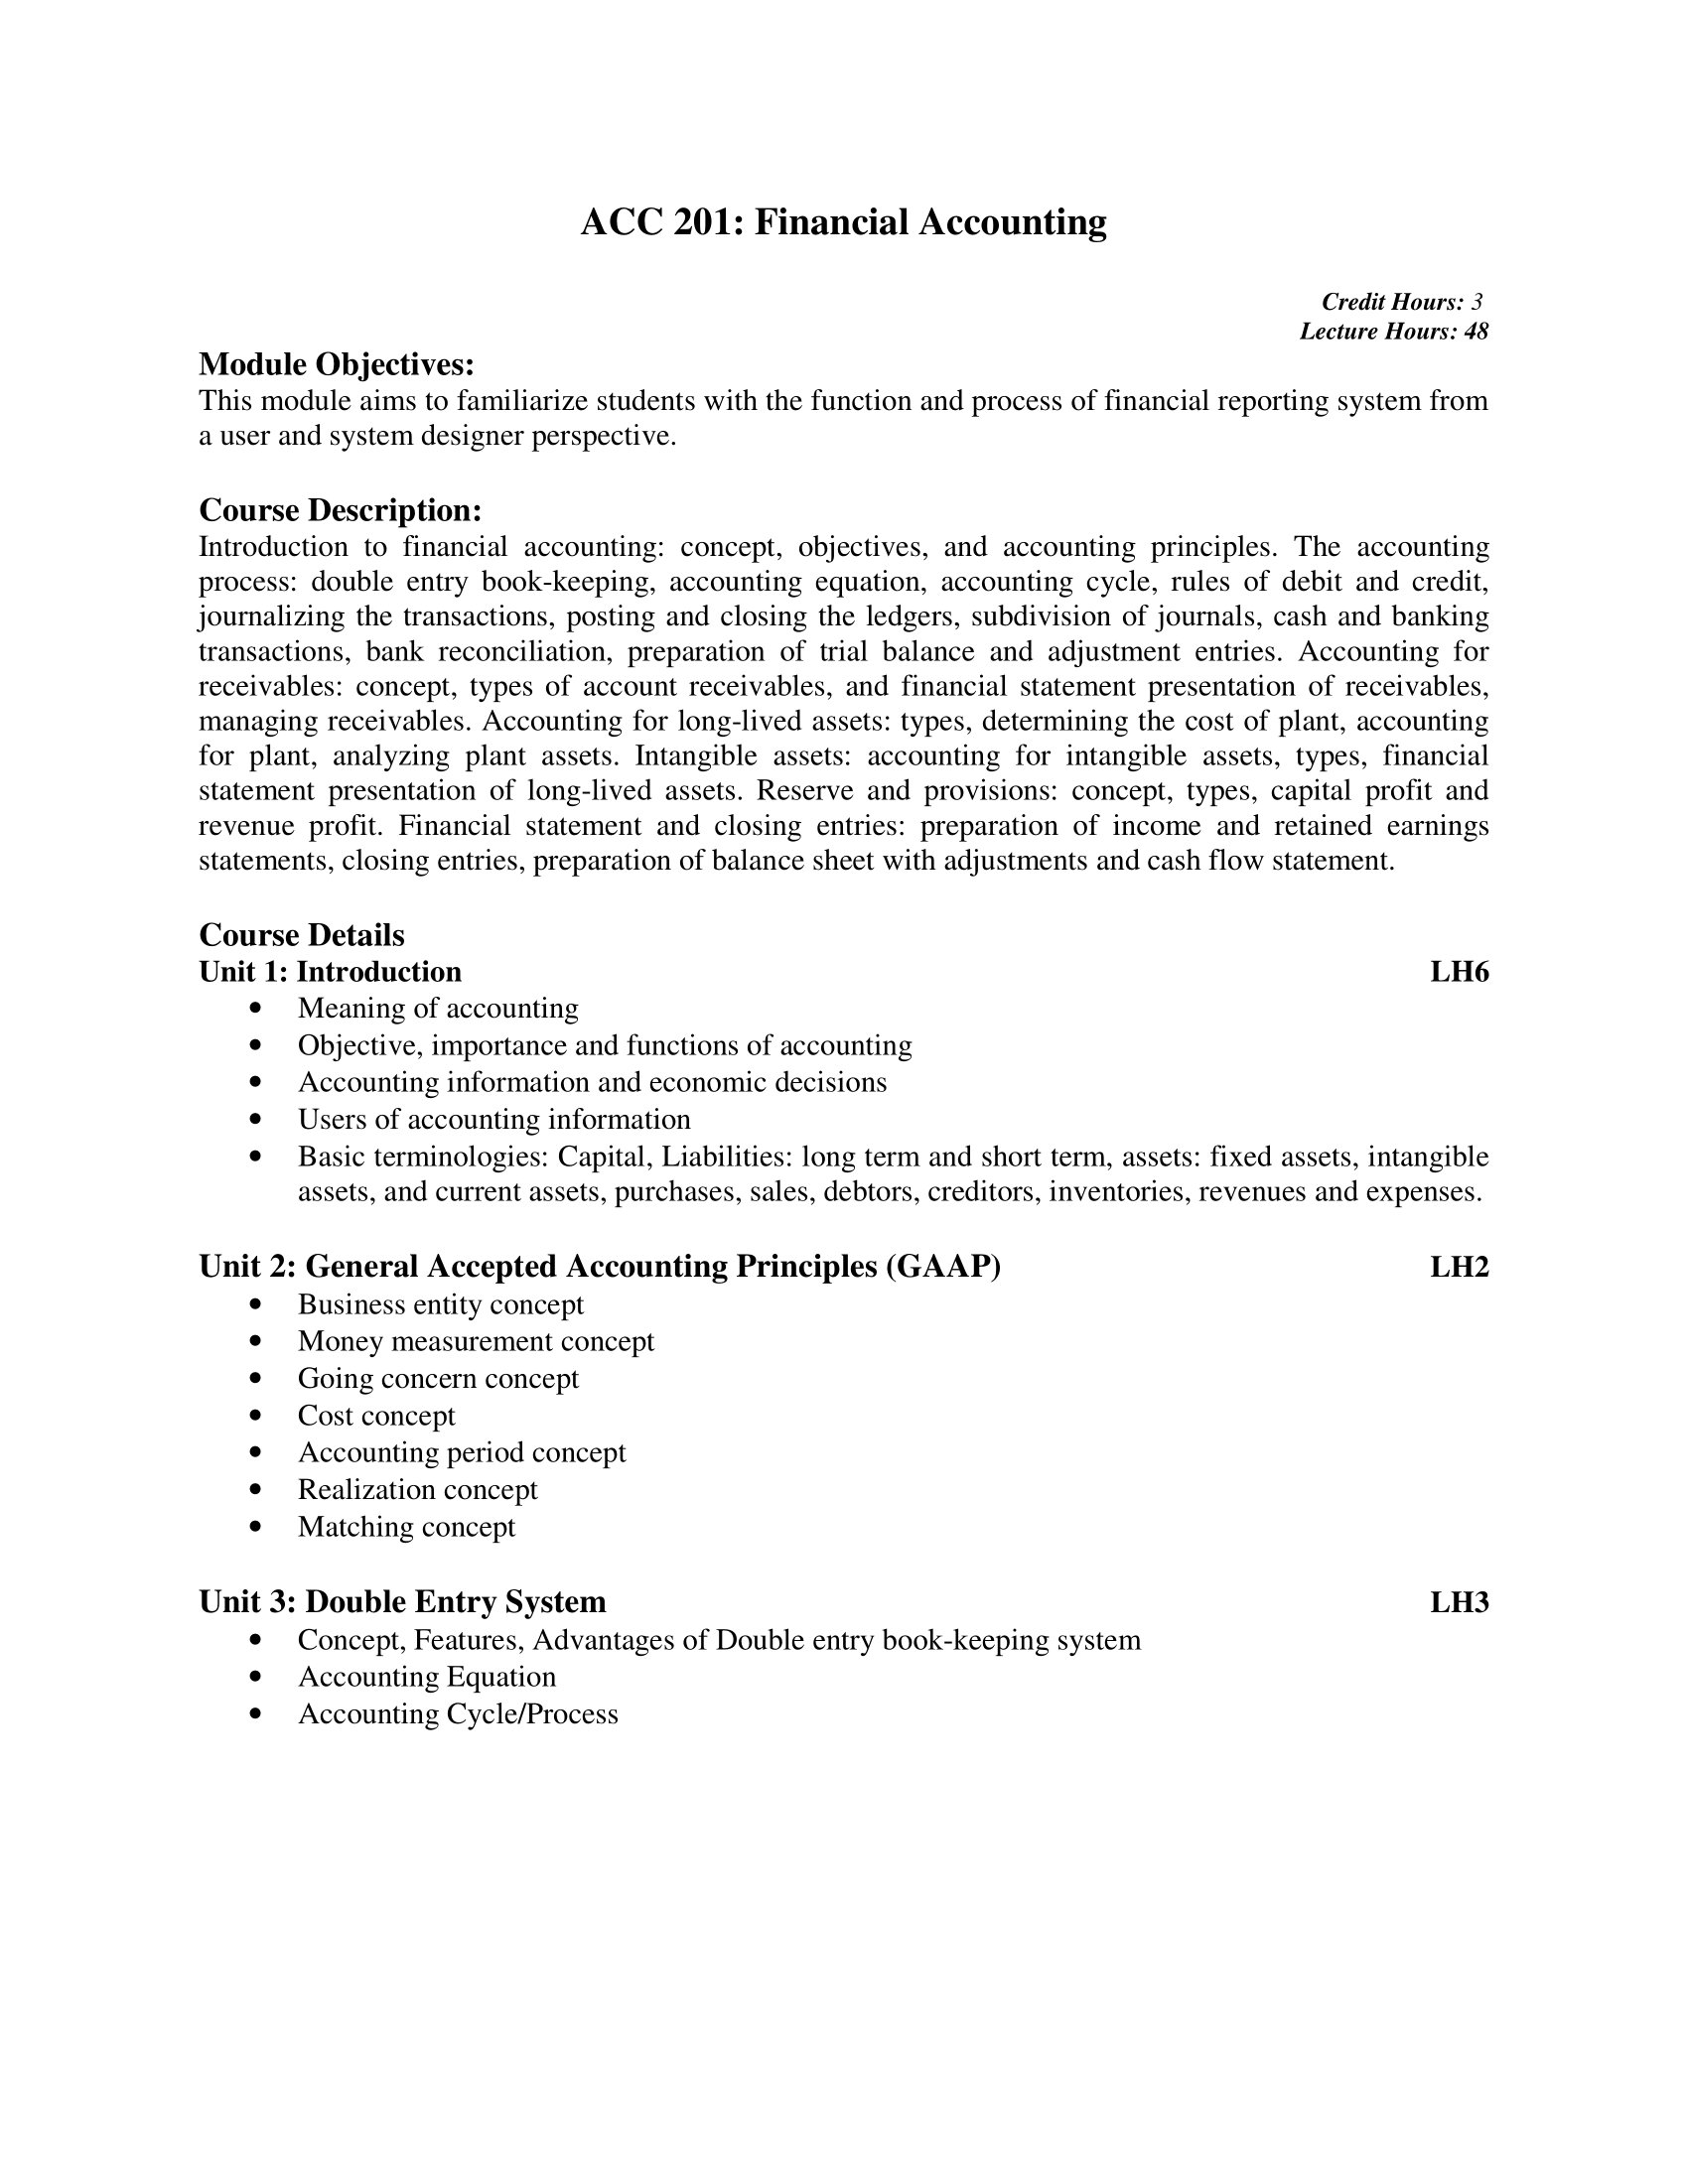 ACC 201: Financial Accounting
Credit Hours: 3
Lecture Hours: 48
Module Objectives:
This module aims to familiarize students with the function and process of financial reporting system from
a user and system designer perspective.
Course Description:
Introduction to financial accounting: concept, objectives, and accounting principles. The accounting
process: double entry book-keeping, accounting equation, accounting cycle, rules of debit and credit,
journalizing the transactions, posting and closing the ledgers, subdivision of journals, cash and banking
transactions, bank reconciliation, preparation of trial balance and adjustment entries. Accounting for
receivables: concept, types of account receivables, and financial statement presentation of receivables,
managing receivables. Accounting for long-lived assets: types, determining the cost of plant, accounting
for plant, analyzing plant assets. Intangible assets: accounting for intangible assets, types, financial
statement presentation of long-lived assets. Reserve and provisions: concept, types, capital profit and
revenue profit. Financial statement and closing entries: preparation of income and retained earnings
statements, closing entries, preparation of balance sheet with adjustments and cash flow statement.
Course Details
Unit 1: Introduction LH6
• Meaning of accounting
• Objective, importance and functions of accounting
• Accounting information and economic decisions
• Users of accounting information
• Basic terminologies: Capital, Liabilities: long term and short term, assets: fixed assets, intangible
assets, and current assets, purchases, sales, debtors, creditors, inventories, revenues and expenses.
Unit 2: General Accepted Accounting Principles (GAAP) LH2
• Business entity concept
• Money measurement concept
• Going concern concept
• Cost concept
• Accounting period concept
• Realization concept
• Matching concept
Unit 3: Double Entry System LH3
• Concept, Features, Advantages of Double entry book-keeping system
• Accounting Equation
• Accounting Cycle/Process